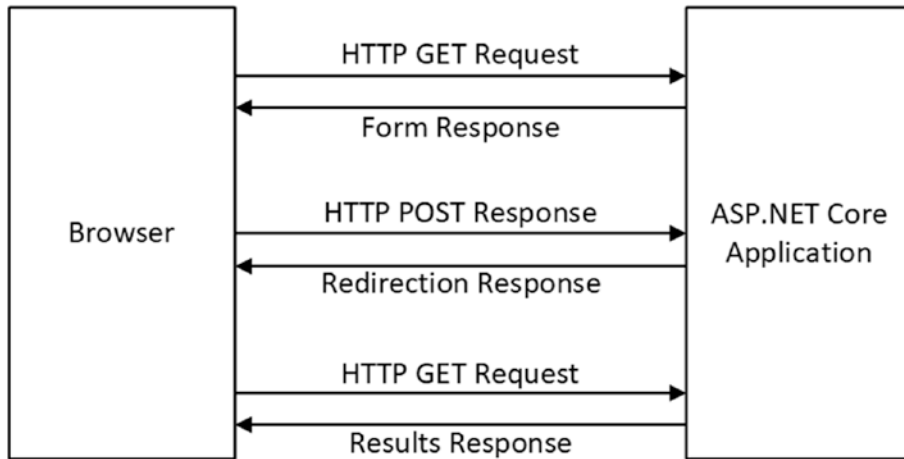 HTTP GET Request
Form Response
HTTP POST Response
Browser
ASP.NET Core
Application
Redirection Response
HTTP GET Request
Results Response